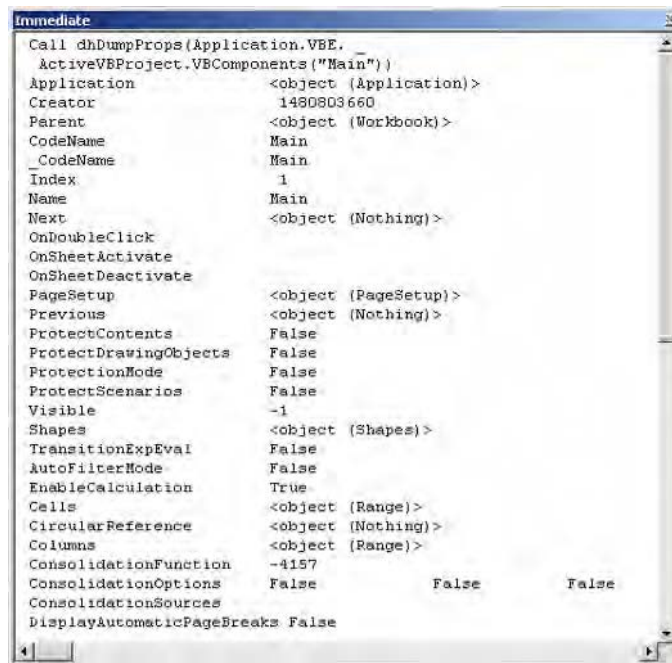 Immediate
Call dhDumpProps(Application.VBE. _
ActiveVBProject.VBComponents("Main"))
Application <object (Application)>
Creator 1480803660
Parent <object (Workbook)>
CodeName Main
_CodeName Main
Index 1
Name Main
Next <object (Nothing)>
OnDoubleClick
OnSheetActivate
OnSheetDeactivate
PageSetup <object (PageSetup)>
Previous <object (Nothing)>
ProtectContents False
ProtectDrawingObjects False
ProtectionMode False
ProtectScenarios False
Visible -1
Shapes <object (Shapes)>
TransitionExpEval False
AutoFilterMode False
EnableCalculation True
Cells <object (Range)>
CircularReference <object (Nothing)>
Columns <object (Range)>
ConsolidationFunction -4157
ConsolidationOptions False False False
ConsolidationSources
DisplayAutomaticPageBreaks False